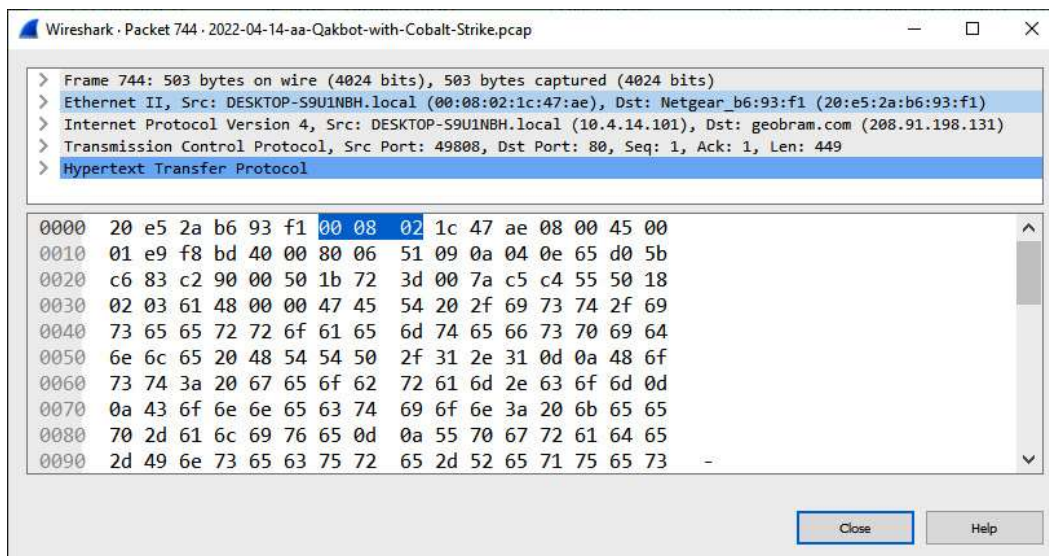 Wireshark · Packet 744 · 2022-04-14-aa-Qakbot-with-Cobalt-Strike.pcap
Frame 744: 503 bytes on wire (4024 bits), 503 bytes captured (4024 bits)
Ethernet II, Src: DESKTOP-S9U1NBH.local (00:08:02:1c:47:ae), Dst: Netgear_b6:93:f1 (20:e5:2a:b6:93:f1)
Internet Protocol Version 4, Src: DESKTOP-S9U1NBH.local (10.4.14.101), Dst: geobram.com (208.91.198.131)
Transmission Control Protocol, Src Port: 49808, Dst Port: 80, Seq: 1, Ack: 1, Len: 449
Hypertext Transfer Protocol
0000 20 e5 2a b6 93 f1 00 08 02 1c 47 ae 08 00 45 00
0010 01 e9 f8 bd 40 00 80 06 51 09 0a 04 0e 65 d0 5b
0020 c6 83 c2 90 00 50 1b 72 3d 00 7a c5 c4 55 50 18
0030 02 03 61 48 00 00 47 45 54 20 2f 69 73 74 2f 69
0040 73 65 65 72 72 6f 61 65 6d 74 65 66 73 70 69 64
0050 6e 6c 65 20 48 54 54 50 2f 31 2e 31 0d 0a 48 6f
0060 73 74 3a 20 67 65 6f 62 72 61 6d 2e 63 6f 6d 0d
0070 0a 43 6f 6e 6e 65 63 74 69 6f 6e 3a 20 6b 65 65
0080 70 2d 61 6c 69 76 65 0d 0a 55 70 67 72 61 64 65
0090 2d 49 6e 73 65 63 75 72 65 2d 52 65 71 75 65 73 -
Close Help